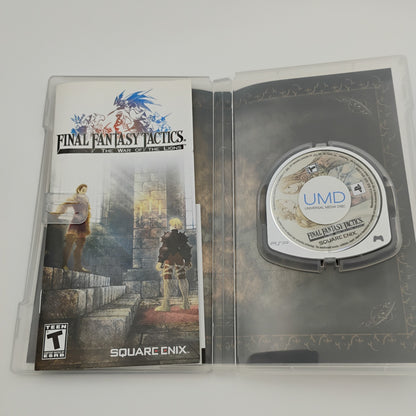 FINAL FANTASY TACTICS
THE WAR OF THE LIONS
T
TEEN
ESRB
SQUARE ENIX
UMD
UNIVERSAL MEDIA DISC
PSP
FINAL FANTASY TACTICS
SQUARE ENIX